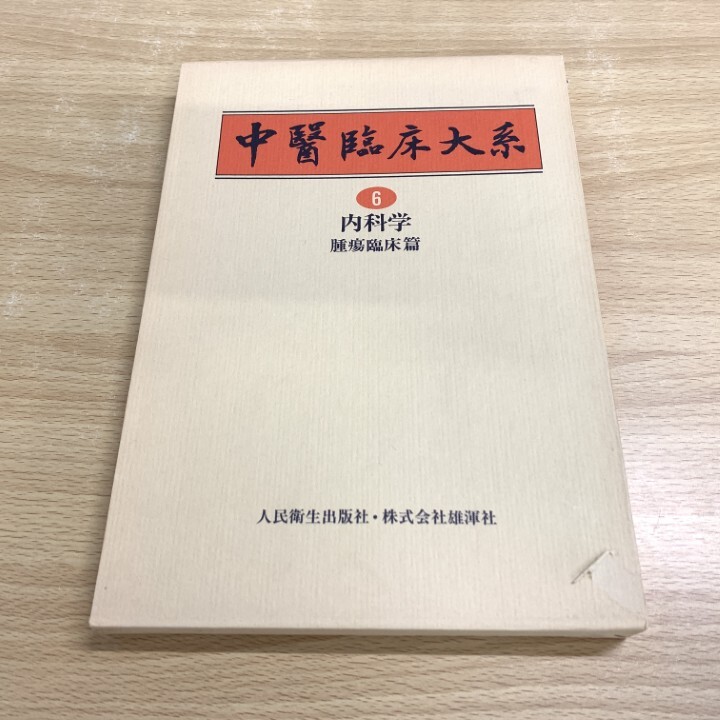 中醫臨床大系
6
内科学
腫瘍臨床篇
人民衛生出版社・株式会社雄渾社